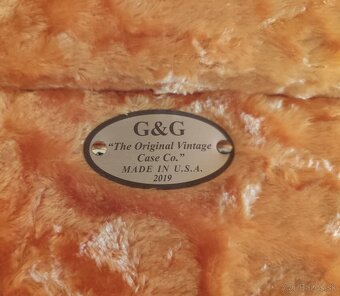 G&G
"The Original Vintage
Case Co."
MADE IN U.S.A.
2019